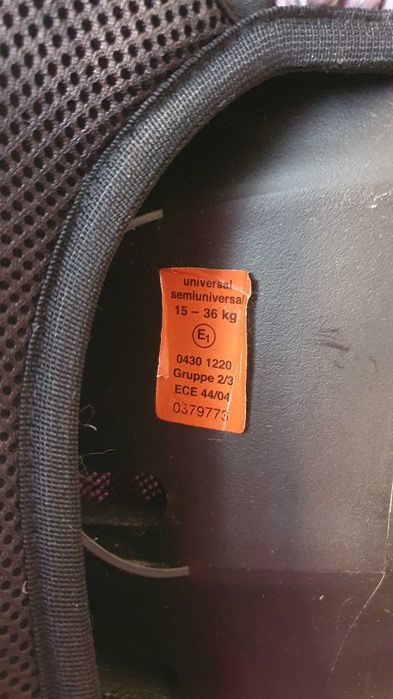 universal
semiuniversal
15 – 36 kg
E1
0430 1220
Gruppe 2/3
ECE 44/04
0379773